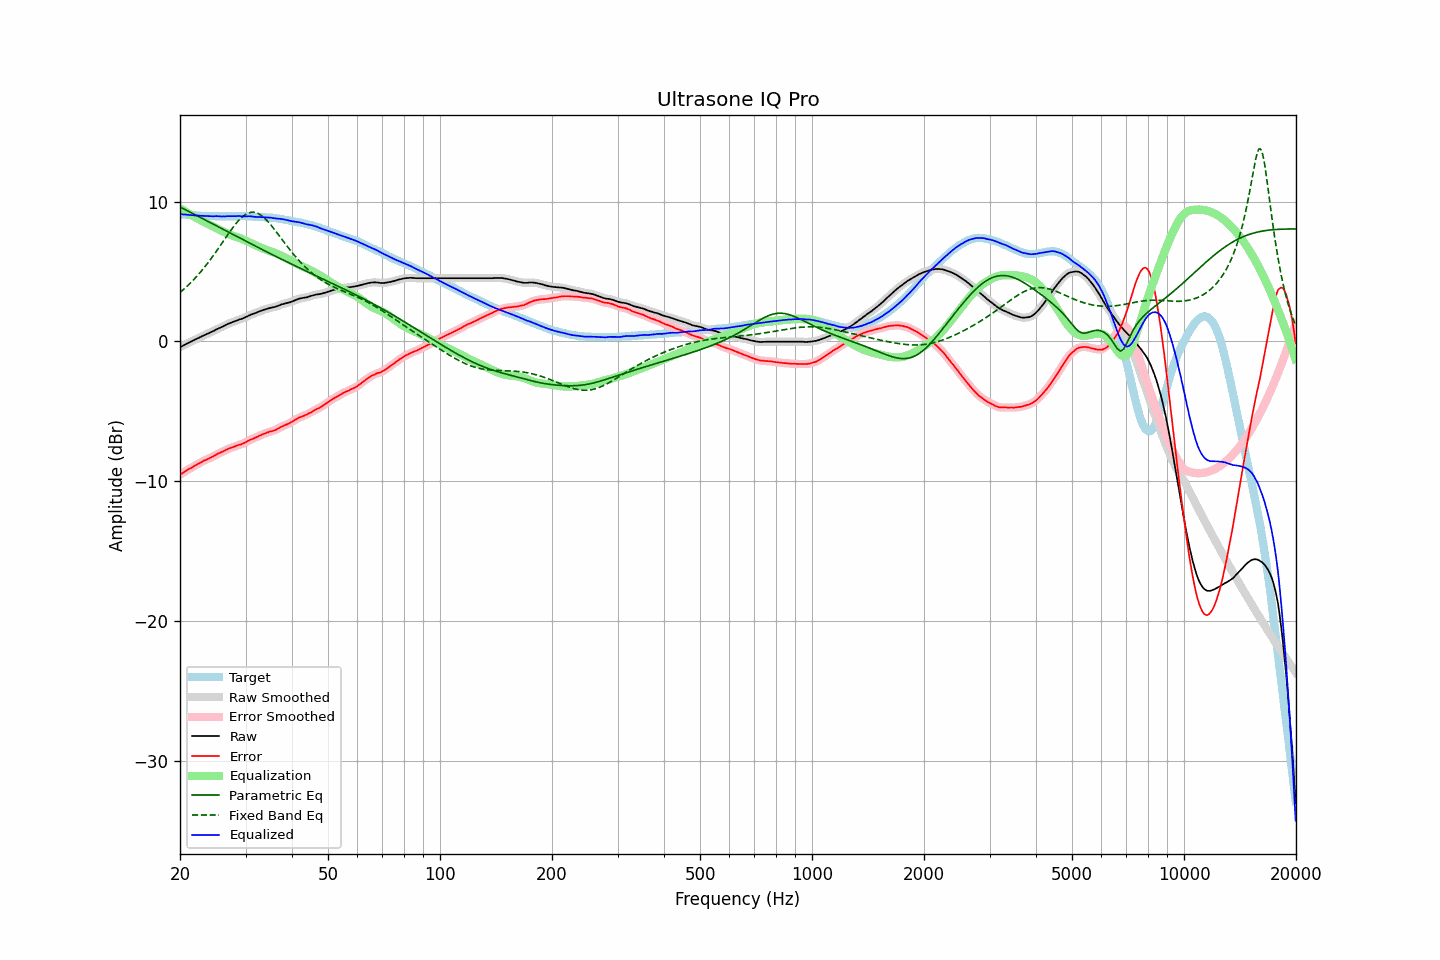 Ultrasone IQ Pro
Amplitude (dBr)
10
0
−10
−20
−30
Target
Raw Smoothed
Error Smoothed
Raw
Error
Equalization
Parametric Eq
Fixed Band Eq
Equalized
20 50 100 200 500 1000 2000 5000 10000 20000
Frequency (Hz)